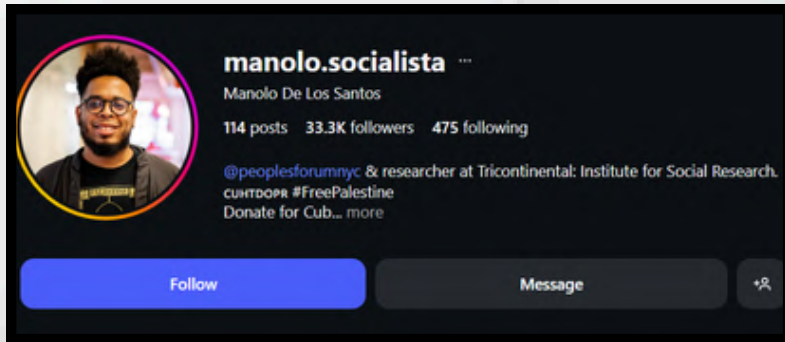 manolo.socialista ...
Manolo De Los Santos
114 posts 33.3K followers 475 following
@peoplesforumnyc & researcher at Tricontinental: Institute for Social Research.
#FreePalestine
Donate for Cub... more
Follow Message